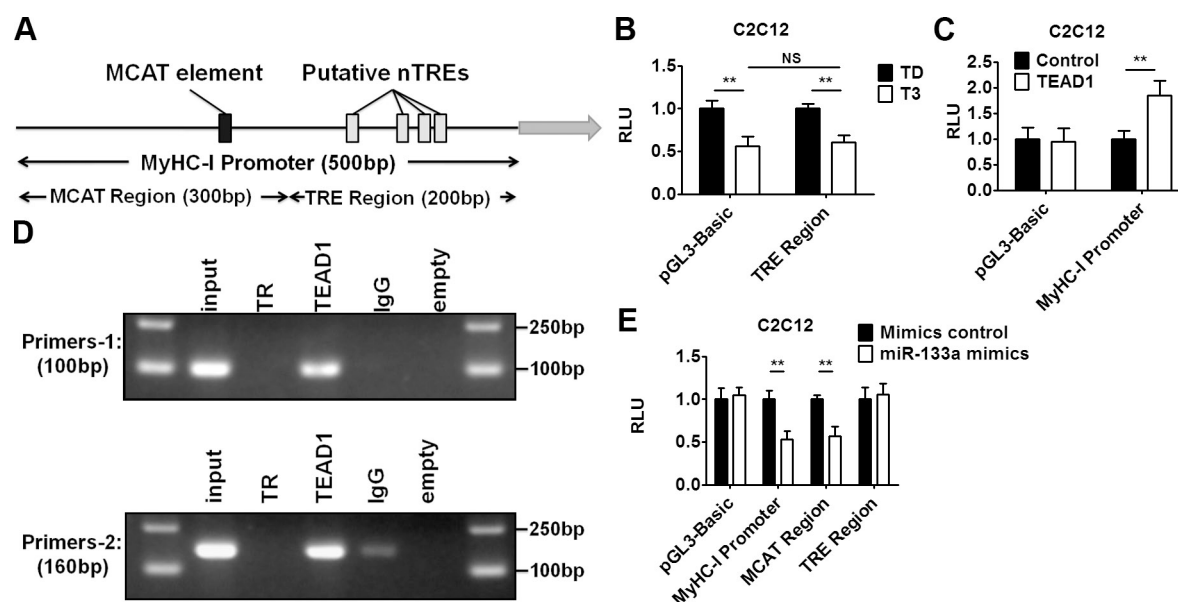 A
MCAT element
Putative nTREs
MyHC-I Promoter (500bp)
MCAT Region (300bp)
TRE Region (200bp)
B
C2C12
TD
T3
NS
**
**
RLU
1.5
1.0
0.5
0.0
pGL3-Basic
TRE Region
C
C2C12
Control
TEAD1
**
RLU
2.5
2.0
1.5
1.0
0.5
0.0
pGL3-Basic
MyHC-I Promoter
D
input
TR
TEAD1
IgG
empty
Primers-1:
(100bp)
250bp
100bp
input
TR
TEAD1
IgG
empty
Primers-2:
(160bp)
250bp
100bp
E
C2C12
Mimics control
miR-133a mimics
**
**
RLU
1.5
1.0
0.5
0.0
pGL3-Basic
MyHC-I Promoter
MCAT Region
TRE Region